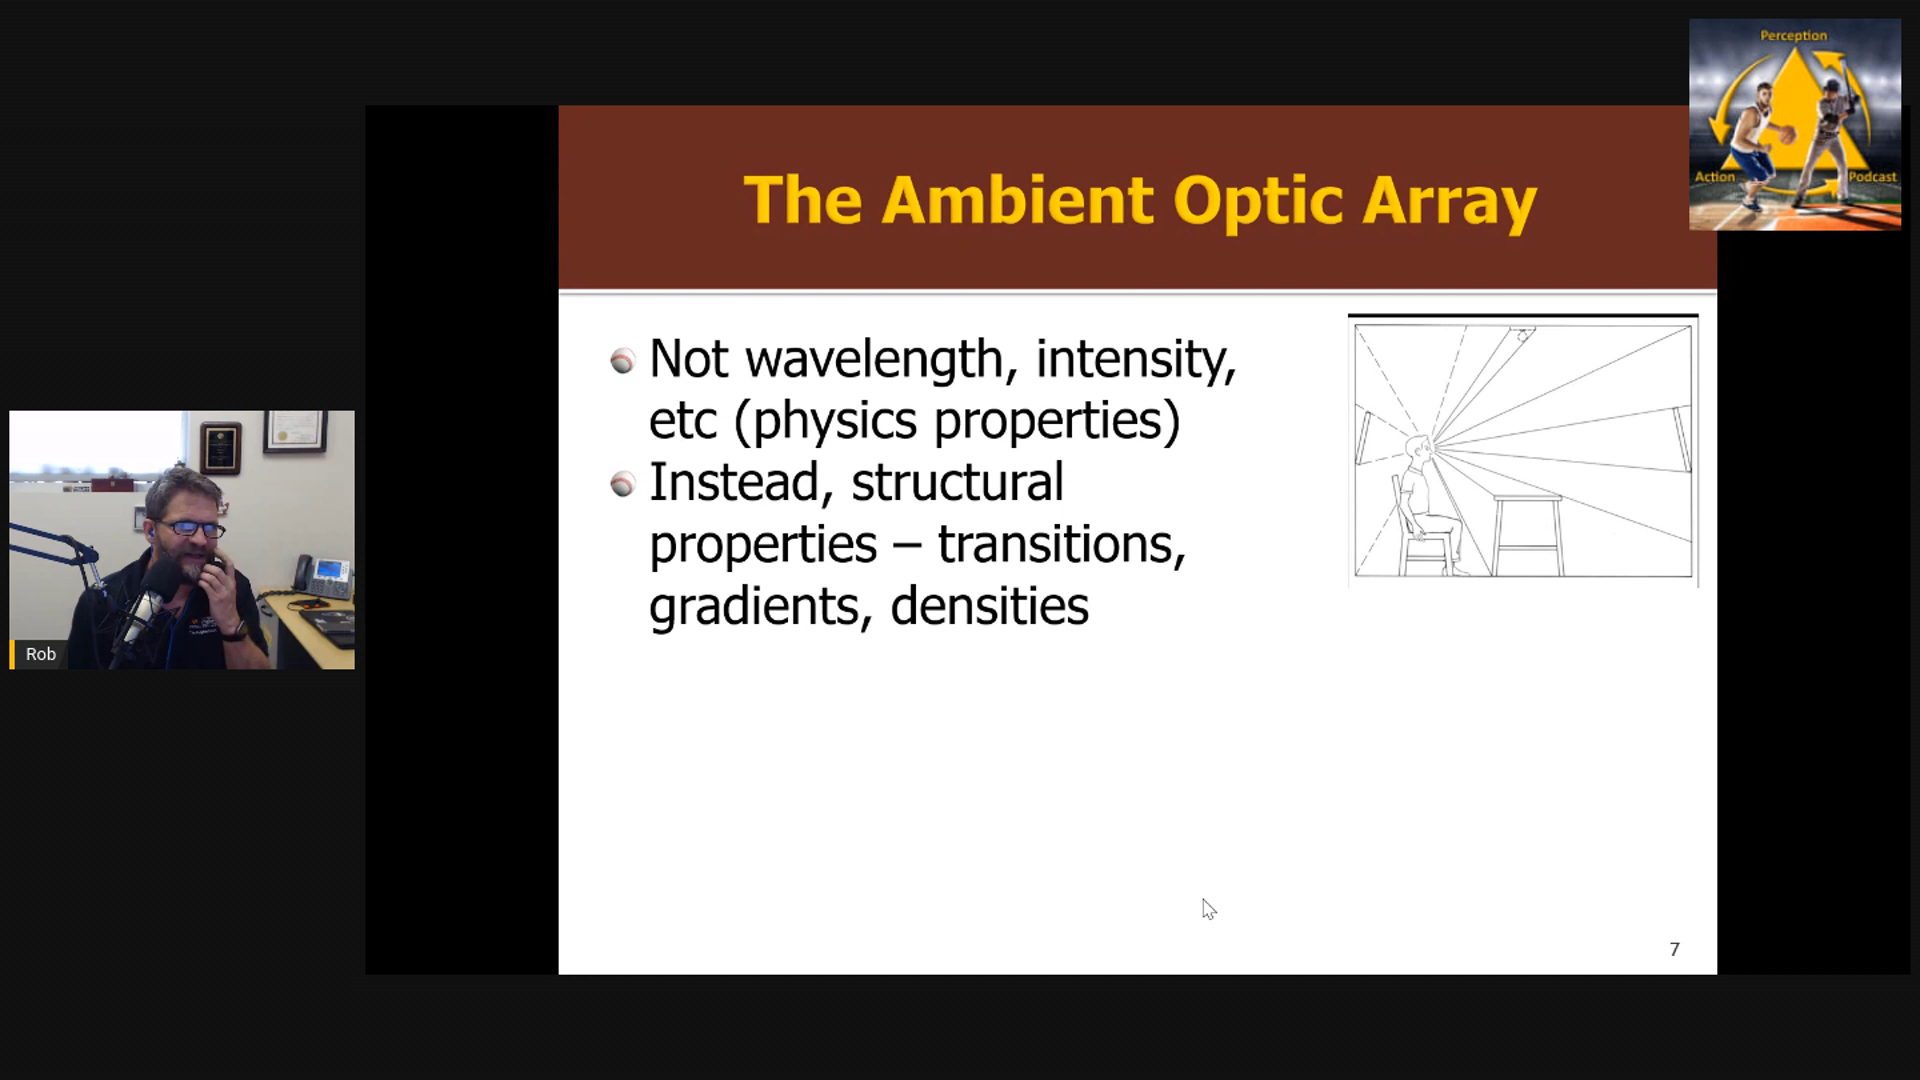 Perception
Action
Podcast
The Ambient Optic Array
Not wavelength, intensity,
etc (physics properties)
Instead, structural
properties – transitions,
gradients, densities
Rob
7